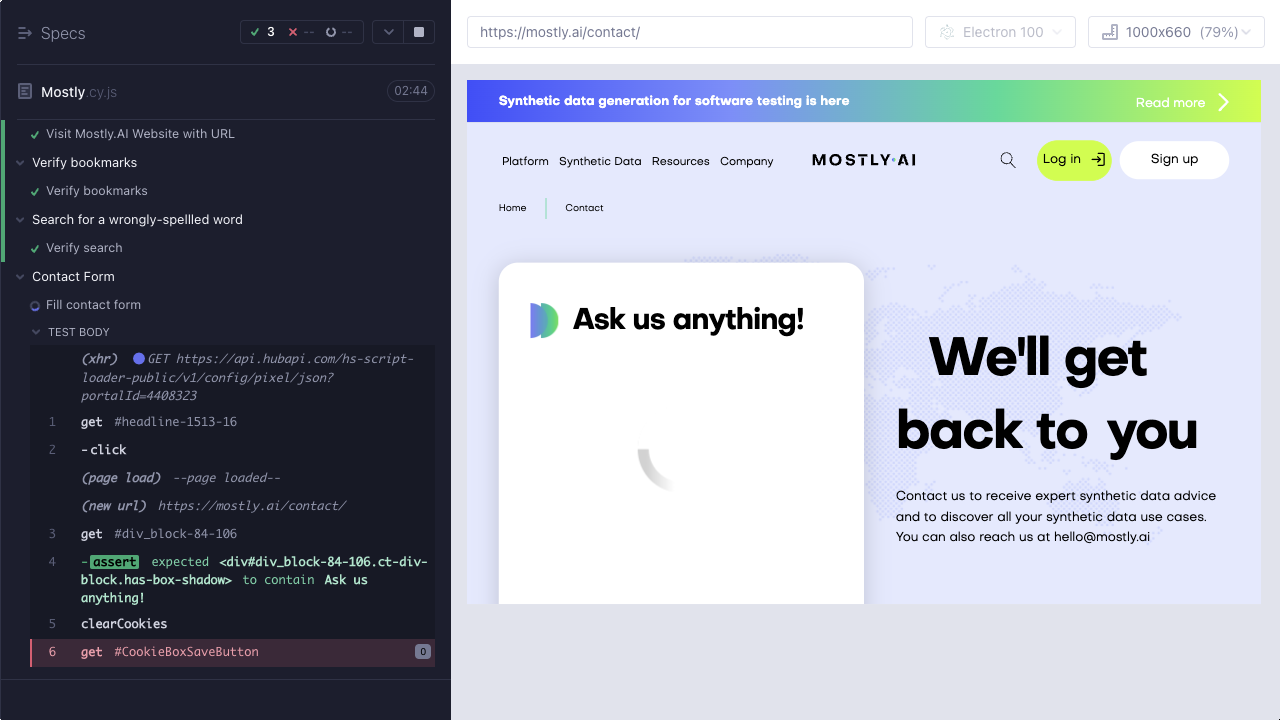 Specs
3
--
--
Mostly.cy.js
02:44
Visit Mostly.AI Website with URL
Verify bookmarks
Verify bookmarks
Search for a wrongly-spellled word
Verify search
Contact Form
Fill contact form
TEST BODY
(xhr) GET https://api.hubapi.com/hs-script-
loader-public/v1/config/pixel/json?
portalId=4408323
1 get #headline-1513-16
2 -click
(page load) --page loaded--
(new url) https://mostly.ai/contact/
3 get #div_block-84-106
4 -assert expected <div#div_block-84-106.ct-div-
block.has-box-shadow> to contain Ask us
anything!
5 clearCookies
6 get #CookieBoxSaveButton 0
https://mostly.ai/contact/
Electron 100
1000x660 (79%)
Synthetic data generation for software testing is here
Read more
Platform Synthetic Data Resources Company
MOSTLY·AI
Log in
Sign up
Home
Contact
Ask us anything!
We'll get
back to you
Contact us to receive expert synthetic data advice
and to discover all your synthetic data use cases.
You can also reach us at hello@mostly.ai